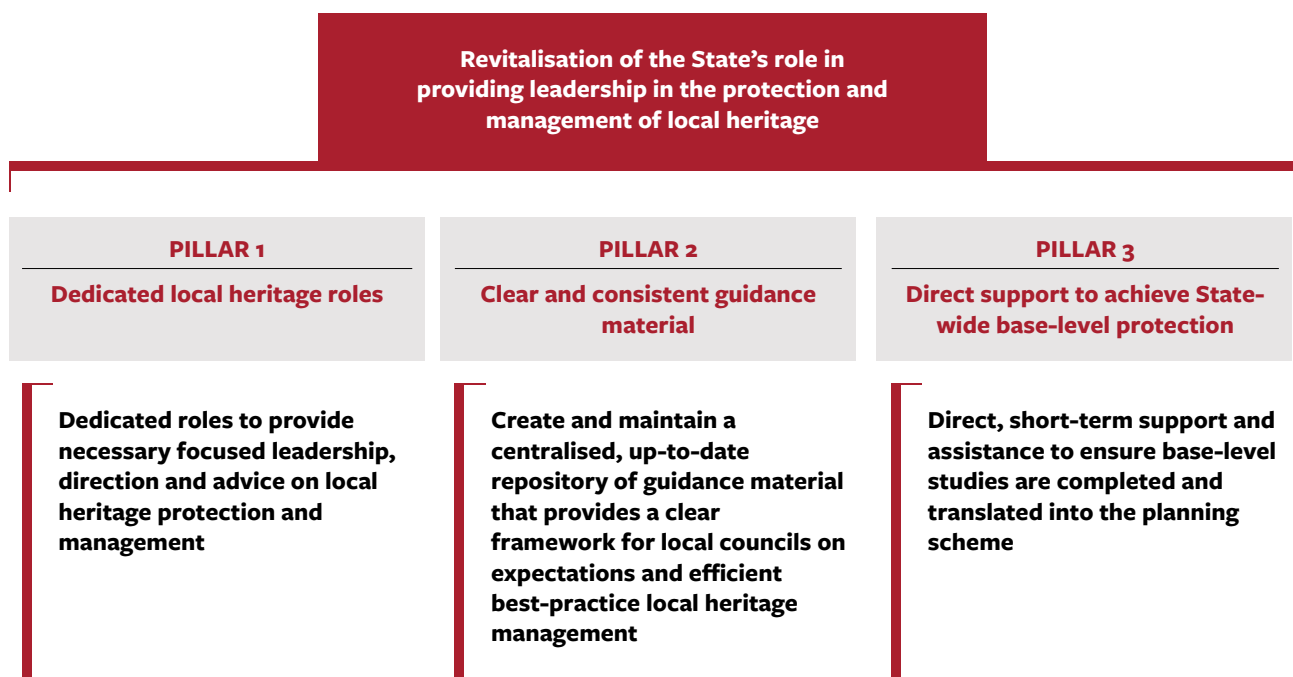 Revitalisation of the State’s role in
providing leadership in the protection and
management of local heritage
PILLAR 1
Dedicated local heritage roles
Dedicated roles to provide
necessary focused leadership,
direction and advice on local
heritage protection and
management
PILLAR 2
Clear and consistent guidance
material
Create and maintain a
centralised, up-to-date
repository of guidance material
that provides a clear
framework for local councils on
expectations and efficient
best-practice local heritage
management
PILLAR 3
Direct support to achieve State-
wide base-level protection
Direct, short-term support and
assistance to ensure base-level
studies are completed and
translated into the planning
scheme